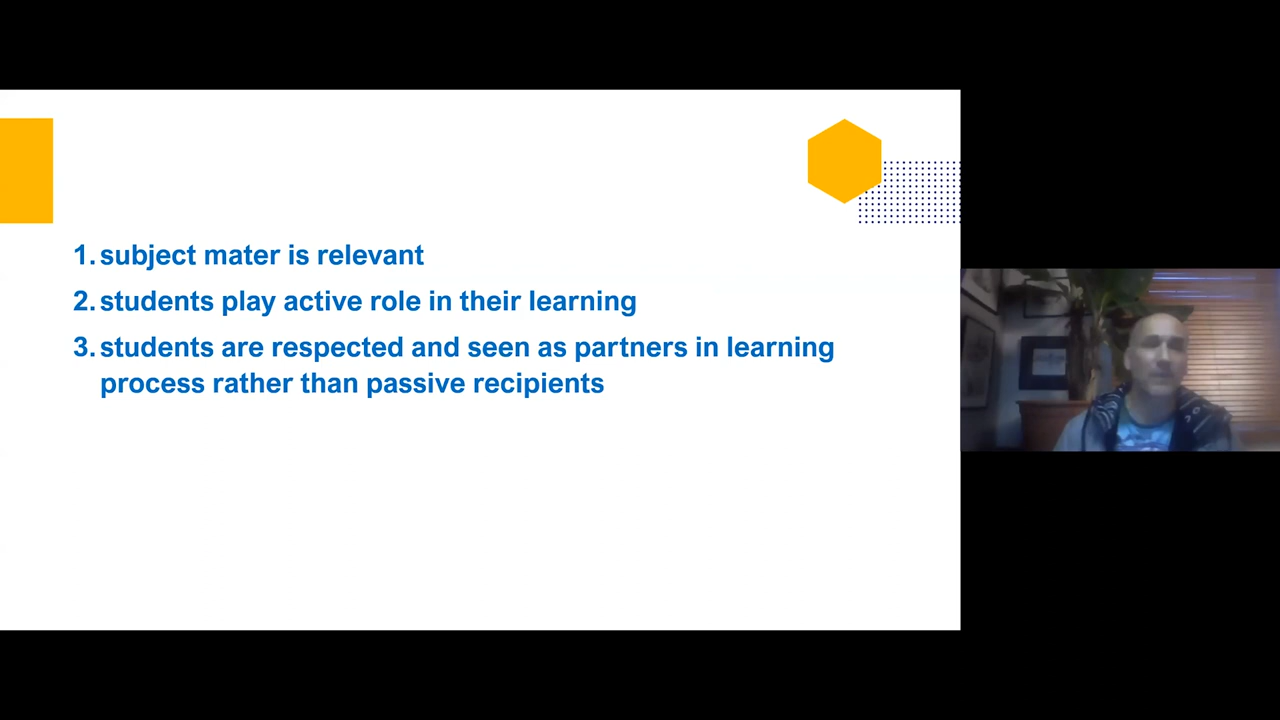 1. subject mater is relevant
2. students play active role in their learning
3. students are respected and seen as partners in learning
process rather than passive recipients